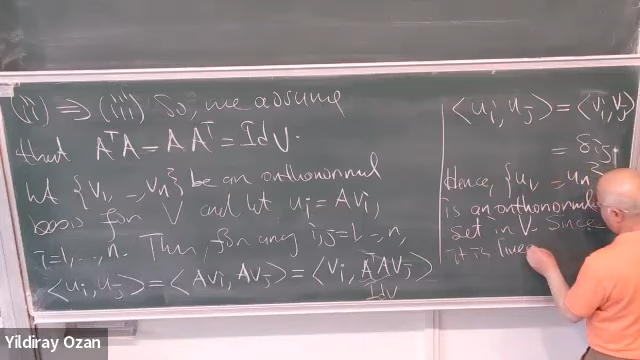 (ii) ⟹ (iii) So, we assume
that AᵀA = AAᵀ = Id V.
Let {v₁, ..., vₙ} be an orthonormal
basis for V and let uᵢ = Avᵢ,
i=1, ..., n. Then, for any i,j=1, ..., n,
⟨uᵢ, uⱼ⟩ = ⟨Avᵢ, Avⱼ⟩ = ⟨vᵢ, AᵀAvⱼ⟩
Id V
⟨uᵢ, uⱼ⟩ = ⟨vᵢ, vⱼ⟩
= δᵢⱼ
Hence, {u₁, ..., uₙ}
is an orthonormal
set in V. Since
it is linea
Yildiray Ozan